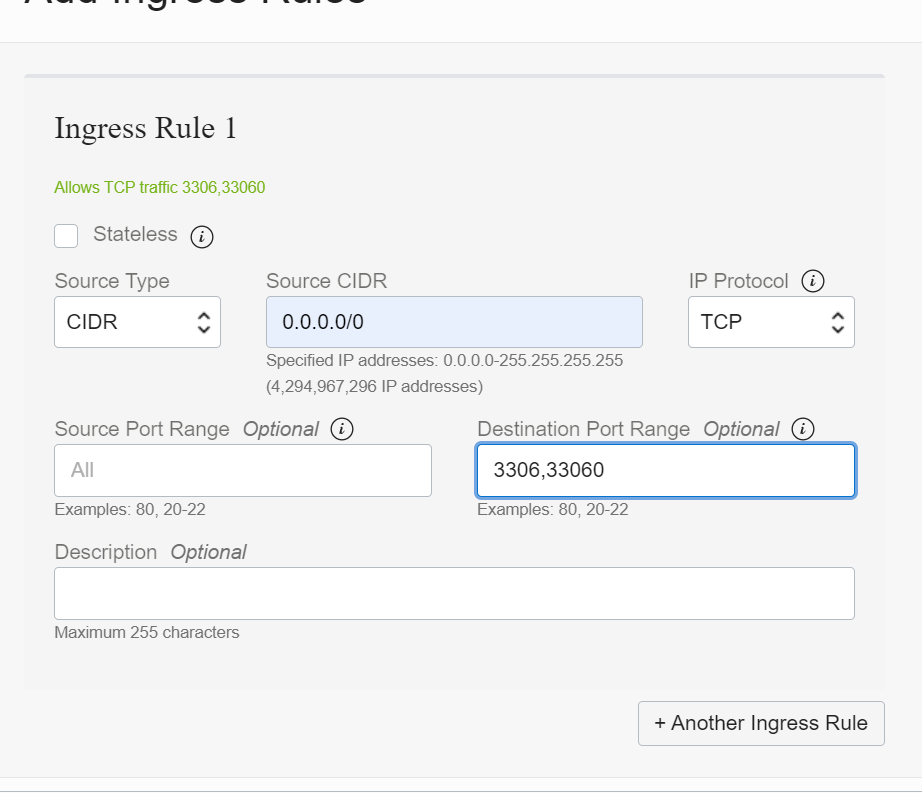 Add Ingress Rules
Ingress Rule 1
Allows TCP traffic 3306,33060
Stateless i
Source Type
Source CIDR
IP Protocol i
CIDR
0.0.0.0/0
TCP
Specified IP addresses: 0.0.0.0-255.255.255.255
(4,294,967,296 IP addresses)
Source Port Range Optional i
Destination Port Range Optional i
All
3306,33060
Examples: 80, 20-22
Examples: 80, 20-22
Description Optional
Maximum 255 characters
+ Another Ingress Rule